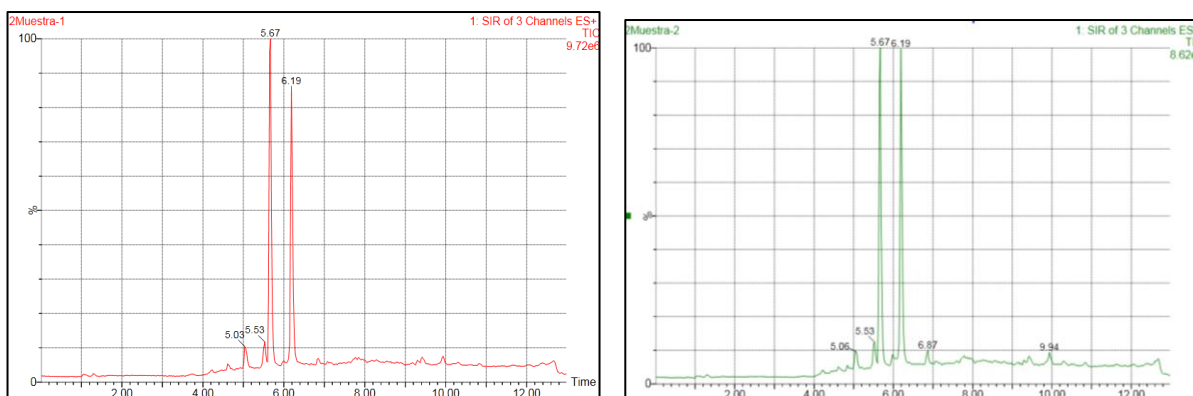 2Muestra-1
1: SIR of 3 Channels ES+
TIC
9.72e6
100
5.67
6.19
%
5.03
5.53
0
Time
2.00 4.00 6.00 8.00 10.00 12.00
2Muestra-2
1: SIR of 3 Channels ES
8.62e
100
5.67 6.19
%
5.53
5.06
6.87
9.94
0
2.00 4.00 6.00 8.00 10.00 12.00